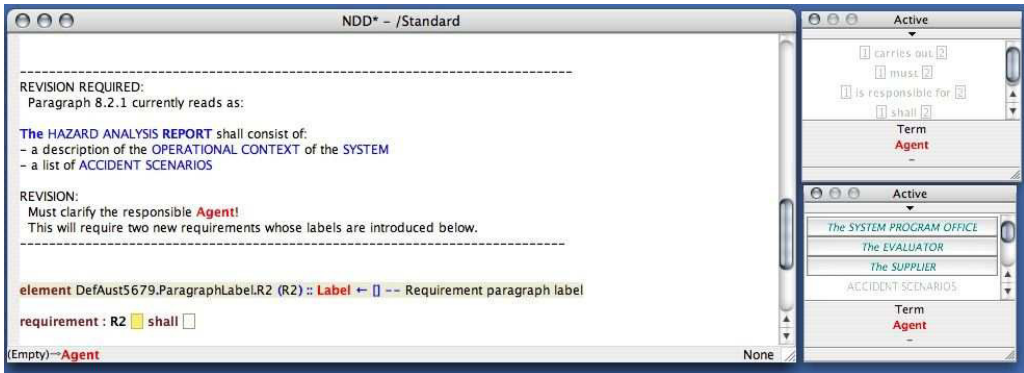 NDD* – /Standard
--------------------------------------------------------------------------
REVISION REQUIRED:
Paragraph 8.2.1 currently reads as:
The HAZARD ANALYSIS REPORT shall consist of:
– a description of the OPERATIONAL CONTEXT of the SYSTEM
– a list of ACCIDENT SCENARIOS
REVISION:
Must clarify the responsible Agent!
This will require two new requirements whose labels are introduced below.
--------------------------------------------------------------------------
element DefAust5679.ParagraphLabel.R2 (R2) :: Label ← [] -- Requirement paragraph label
requirement : R2 shall
(Empty)→Agent
None
Active
1 carries out 2
1 must 2
1 is responsible for 2
1 shall 2
Term
Agent
–
Active
The SYSTEM PROGRAM OFFICE
The EVALUATOR
The SUPPLIER
ACCIDENT SCENARIOS
Term
Agent
–